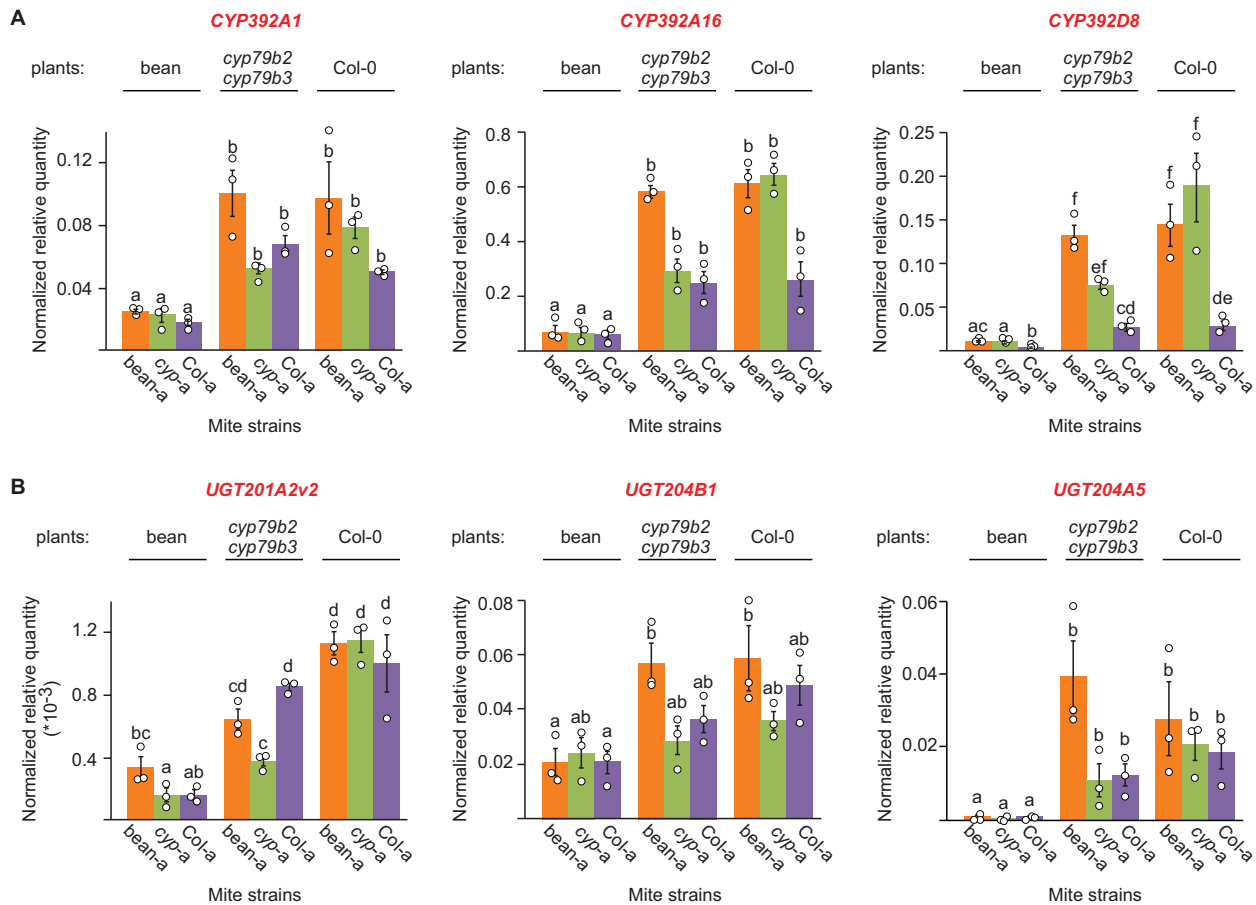 A
CYP392A1
plants:
bean
cyp79b2
cyp79b3
Col-0
Normalized relative quantity
0.12
0.08
0.04
a
a
a
b
b
b
b
b
b
bean-a
cyp-a
Col-a
bean-a
cyp-a
Col-a
bean-a
cyp-a
Col-a
Mite strains
CYP392A16
plants:
bean
cyp79b2
cyp79b3
Col-0
Normalized relative quantity
0.8
0.6
0.4
0.2
a
a
a
b
b
b
b
b
b
bean-a
cyp-a
Col-a
bean-a
cyp-a
Col-a
bean-a
cyp-a
Col-a
Mite strains
CYP392D8
plants:
bean
cyp79b2
cyp79b3
Col-0
Normalized relative quantity
0.25
0.20
0.15
0.10
0.05
ac
a
b
f
ef
cd
f
f
de
bean-a
cyp-a
Col-a
bean-a
cyp-a
Col-a
bean-a
cyp-a
Col-a
Mite strains
B
UGT201A2v2
plants:
bean
cyp79b2
cyp79b3
Col-0
Normalized relative quantity
(*10-3)
1.2
0.8
0.4
bc
a
ab
cd
c
d
d
d
d
bean-a
cyp-a
Col-a
bean-a
cyp-a
Col-a
bean-a
cyp-a
Col-a
Mite strains
UGT204B1
plants:
bean
cyp79b2
cyp79b3
Col-0
Normalized relative quantity
0.08
0.06
0.04
0.02
a
ab
a
b
ab
ab
b
ab
ab
bean-a
cyp-a
Col-a
bean-a
cyp-a
Col-a
bean-a
cyp-a
Col-a
Mite strains
UGT204A5
plants:
bean
cyp79b2
cyp79b3
Col-0
Normalized relative quantity
0.06
0.04
0.02
a
a
a
b
b
b
b
b
b
bean-a
cyp-a
Col-a
bean-a
cyp-a
Col-a
bean-a
cyp-a
Col-a
Mite strains